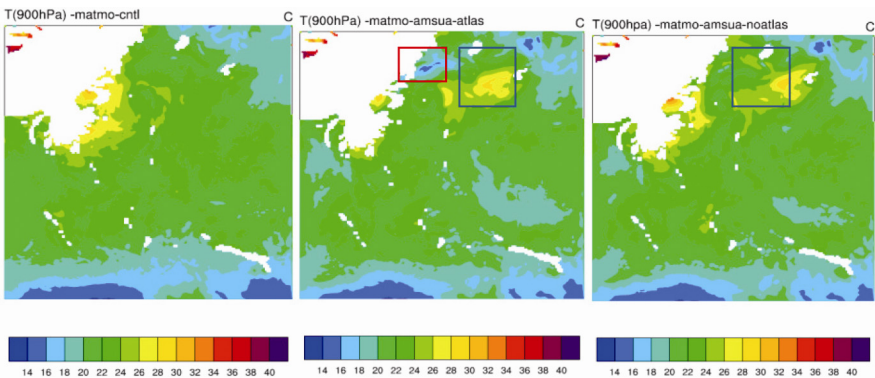 T(900hPa) -matmo-cntl C
T(900hPa) -matmo-amsua-atlas C
T(900hpa) -matmo-amsua-noatlas C
14 16 18 20 22 24 26 28 30 32 34 36 38 40
14 16 18 20 22 24 26 28 30 32 34 36 38 40
14 16 18 20 22 24 26 28 30 32 34 36 38 40